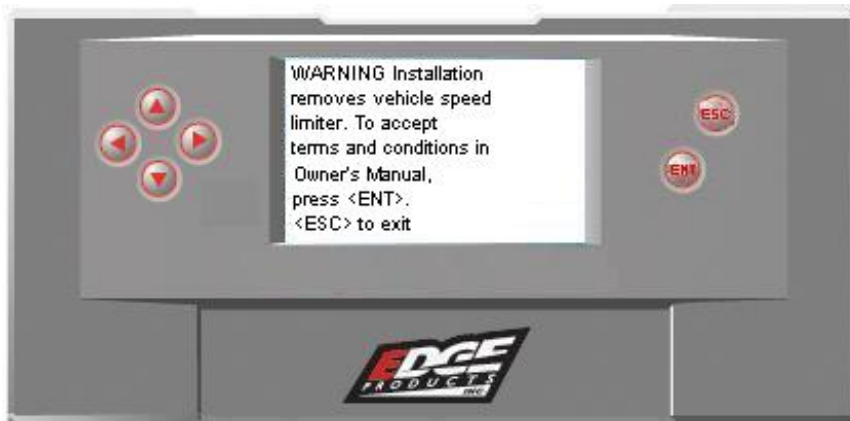 WARNING Installation
removes vehicle speed
limiter. To accept
terms and conditions in
Owner's Manual,
press <ENT>.
<ESC> to exit
ESC
ENT
EDGE
PRODUCTS
INC